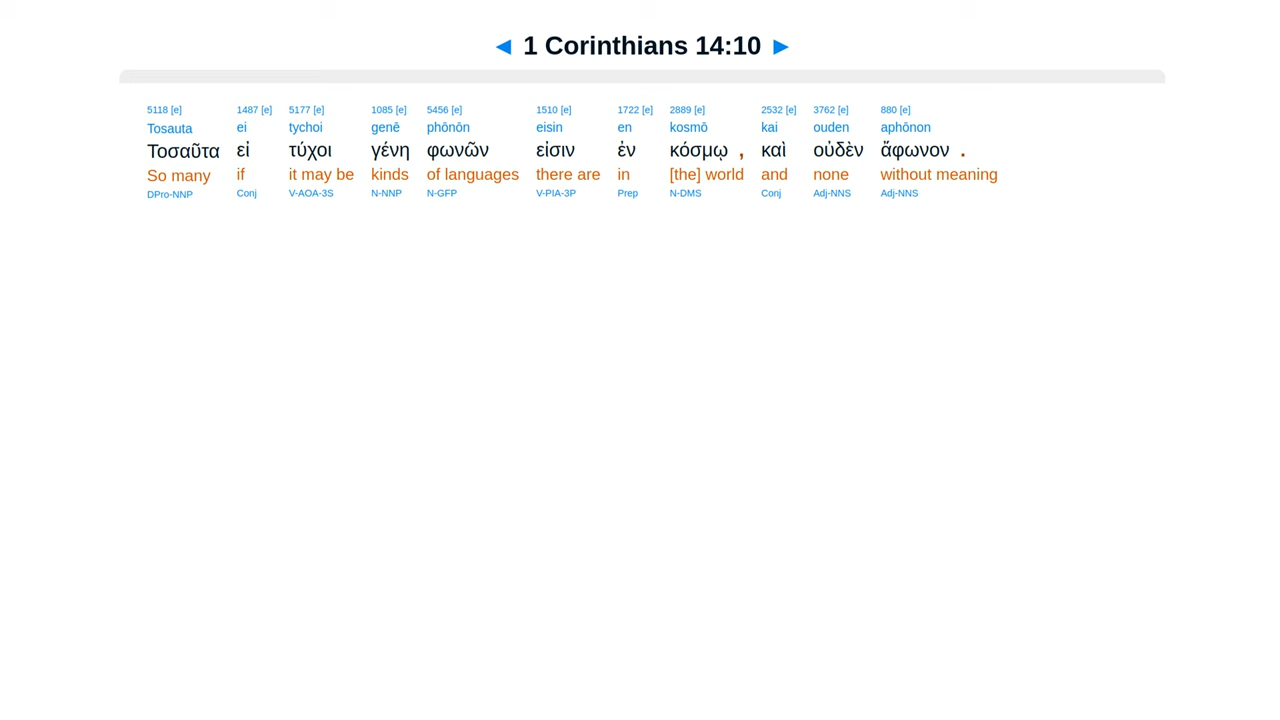 ◄ 1 Corinthians 14:10 ►
5118 [e] 1487 [e] 5177 [e] 1085 [e] 5456 [e] 1510 [e] 1722 [e] 2889 [e] 2532 [e] 3762 [e] 880 [e]
Tosauta ei tychoi genē phōnōn eisin en kosmō kai ouden aphōnon
Τοσαῦτα εἰ τύχοι γένη φωνῶν εἰσιν ἐν κόσμῳ , καὶ οὐδὲν ἄφωνον .
So many if it may be kinds of languages there are in [the] world and none without meaning
DPro-NNP Conj V-AOA-3S N-NNP N-GFP V-PIA-3P Prep N-DMS Conj Adj-NNS Adj-NNS